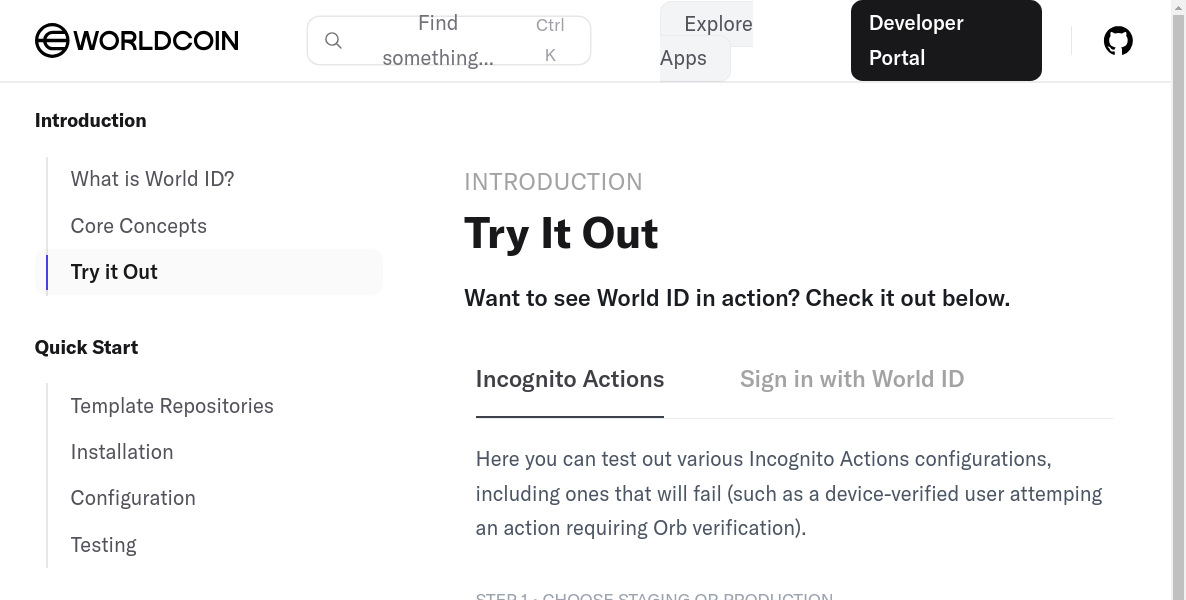 WORLDCOIN
Find something...
Ctrl K
Explore Apps
Developer Portal
Introduction
What is World ID?
Core Concepts
Try it Out
Quick Start
Template Repositories
Installation
Configuration
Testing
INTRODUCTION
Try It Out
Want to see World ID in action? Check it out below.
Incognito Actions
Sign in with World ID
Here you can test out various Incognito Actions configurations,
including ones that will fail (such as a device-verified user attemping
an action requiring Orb verification).
STEP 1 · CHOOSE STAGING OR PRODUCTION